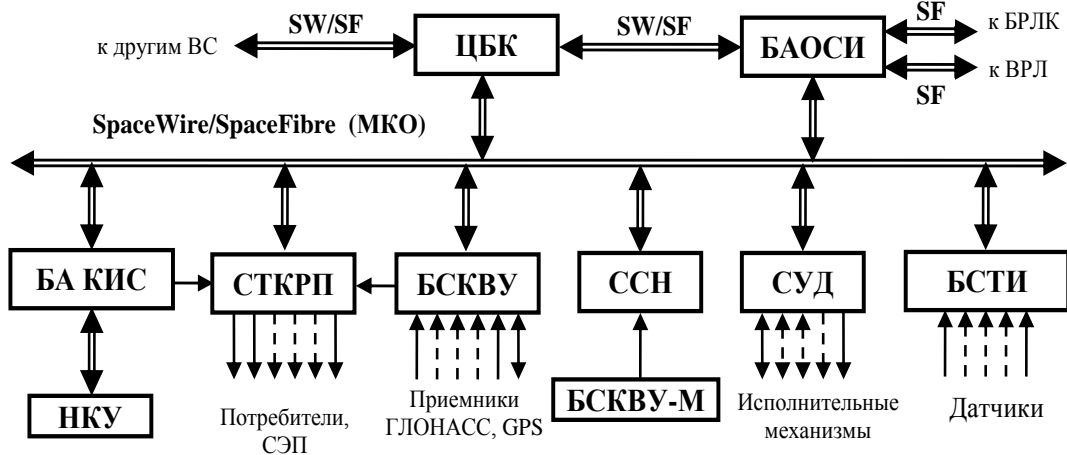 SW/SF
SW/SF
SF
к другим ВС
ЦБК
БАОСИ
к БРЛК
к ВРЛ
SF
SpaceWire/SpaceFibre (МКО)
БА КИС
СТКРП
БСКВУ
ССН
СУД
БСТИ
НКУ
Потребители,
СЭП
Приемники
ГЛОНАСС, GPS
БСКВУ-М
Исполнительные
механизмы
Датчики